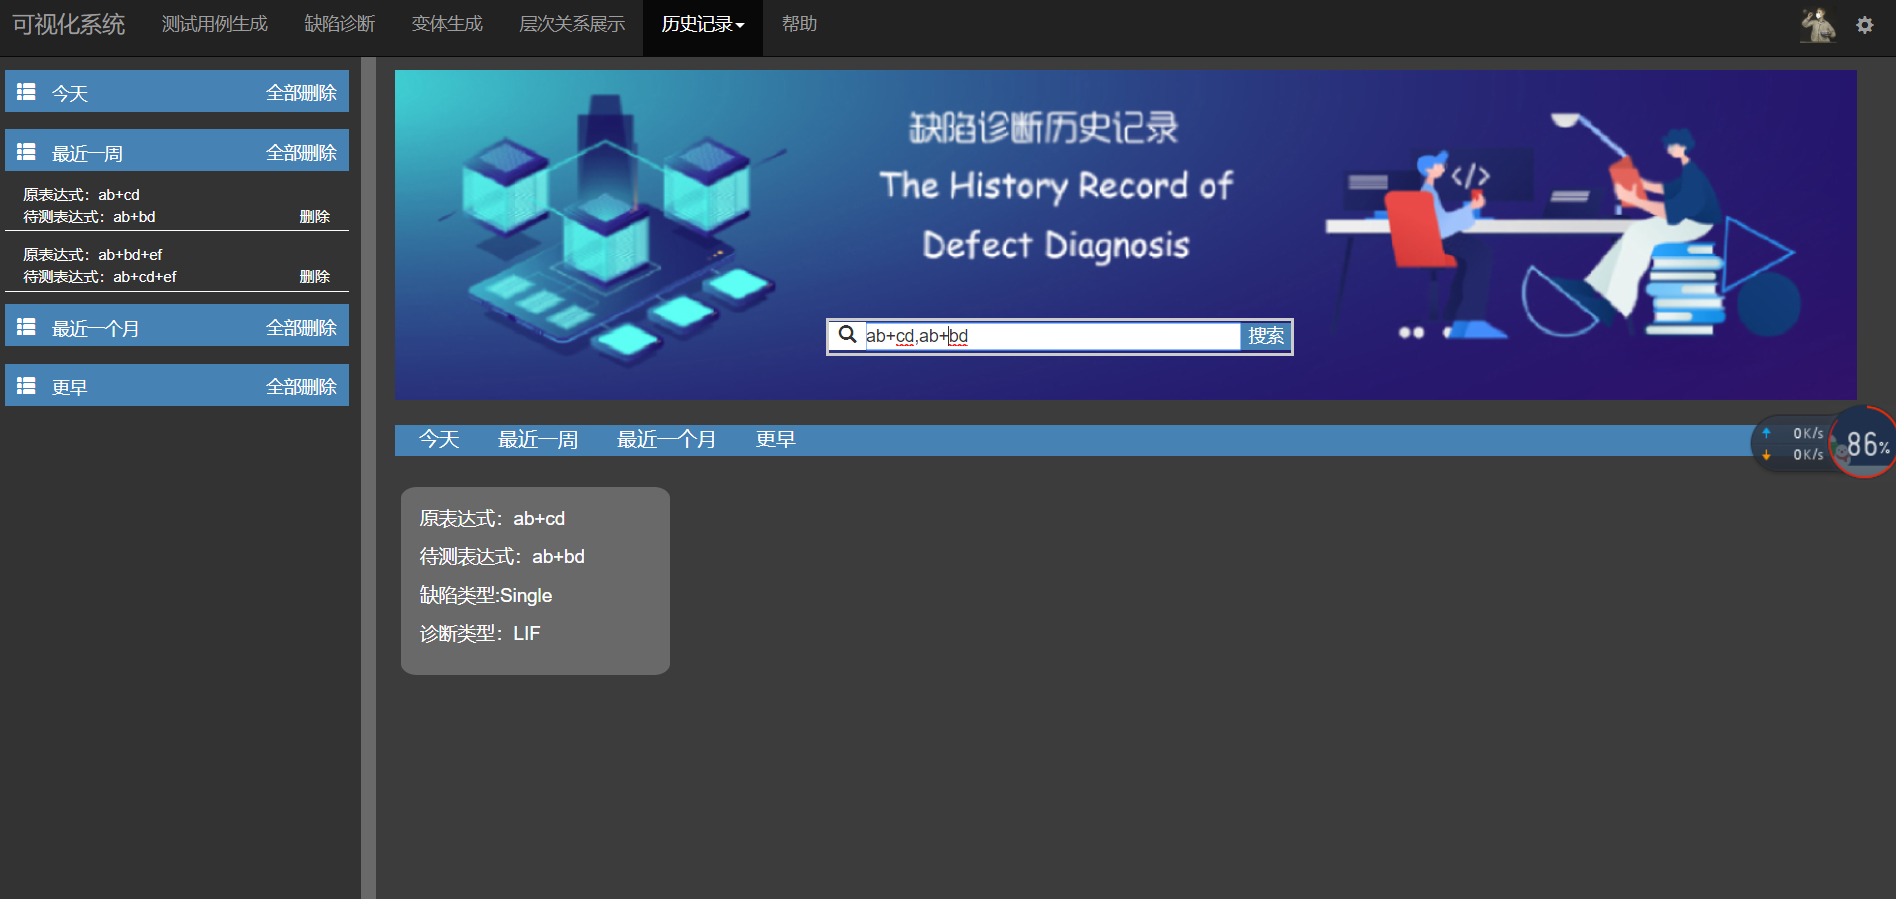 可视化系统 测试用例生成 缺陷诊断 变体生成 层次关系展示 历史记录 帮助
今天 全部删除
最近一周 全部删除
原表达式：ab+cd
待测表达式：ab+bd 删除
原表达式：ab+bd+ef
待测表达式：ab+cd+ef 删除
最近一个月 全部删除
更早 全部删除
缺陷诊断历史记录
The History Record of
Defect Diagnosis
</>
ab+cd,ab+bd 搜索
今天 最近一周 最近一个月 更早
0K/s
0K/s
86%
原表达式：ab+cd
待测表达式：ab+bd
缺陷类型:Single
诊断类型：LIF